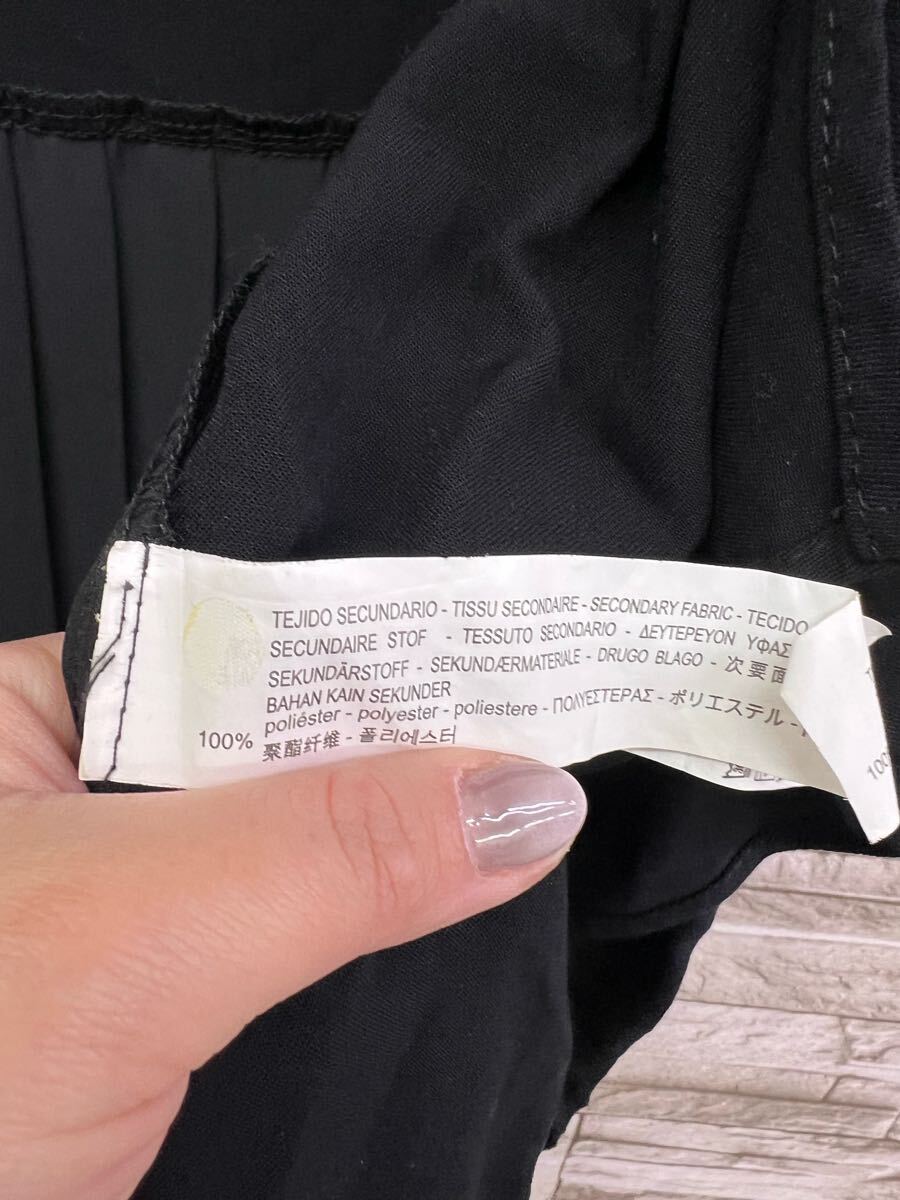 TEJIDO SECUNDARIO - TISSU SECONDAIRE - SECONDARY FABRIC - TECIDO
SECUNDAIRE STOF - TESSUTO SECONDARIO - ΔΕΥΤΕΡΕΥΟΝ ΥΦΑΣ
SEKUNDÄRSTOFF - SEKUNDÆRMATERIALE - DRUGO BLAGO - 次要面
BAHAN KAIN SEKUNDER
100% poliéster - polyester - poliestere - ΠΟΛΥΕΣΤΕΡΑΣ - ポリエステル -
聚酯纤维 - 폴리에스터
100